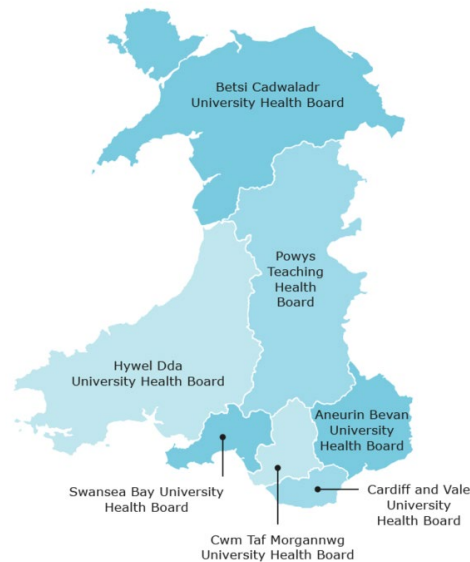 Betsi Cadwaladr
University Health Board
Powys
Teaching
Health
Board
Hywel Dda
University Health Board
Aneurin Bevan
University
Health Board
Swansea Bay University
Health Board
Cardiff and Vale
University
Health Board
Cwm Taf Morgannwg
University Health Board